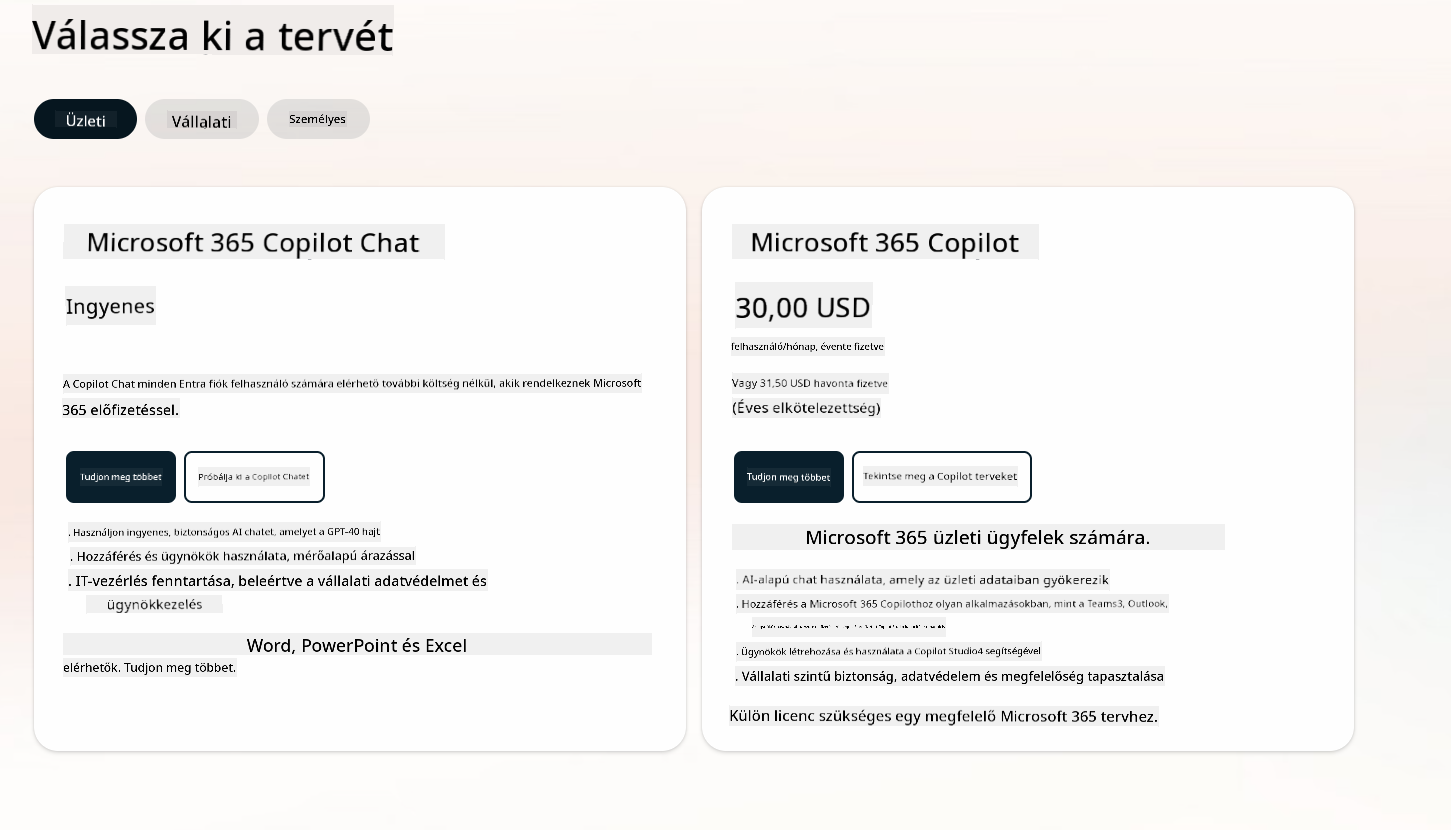 Válassza ki a tervét
Üzleti
Vállalati
Személyes
Microsoft 365 Copilot Chat
Ingyenes
A Copilot Chat minden Entra fiók felhasználó számára elérhető további költség nélkül, akik rendelkeznek Microsoft
365 előfizetéssel.
Tudjon meg többet
Próbálja ki a Copilot Chatet
. Használjon ingyenes, biztonságos AI chatet, amelyet a GPT-40 hajt
. Hozzáférés és ügynökök használata, mérőalapú árazással
. IT-vezérlés fenntartása, beleértve a vállalati adatvédelmet és
ügynökkezelés
Word, PowerPoint és Excel
elérhetők. Tudjon meg többet.
Microsoft 365 Copilot
30,00 USD
felhasználó/hónap, évente fizetve
Vagy 31,50 USD havonta fizetve
(Éves elkötelezettség)
Tudjon meg többet
Tekintse meg a Copilot terveket
Microsoft 365 üzleti ügyfelek számára.
. AI-alapú chat használata, amely az üzleti adataiban gyökerezik
. Hozzáférés a Microsoft 365 Copilothoz olyan alkalmazásokban, mint a Teams3, Outlook,
. Ügynökök létrehozása és használata a Copilot Studio4 segítségével
. Vállalati szintű biztonság, adatvédelem és megfelelőség tapasztalása
Külön licenc szükséges egy megfelelő Microsoft 365 tervhez.